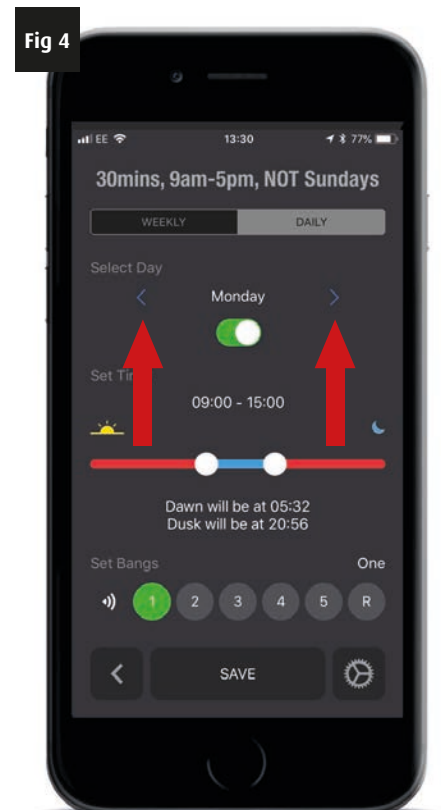 Fig 4
EE 13:30 77%
30mins, 9am-5pm, NOT Sundays
WEEKLY DAILY
Select Day
< Monday >
Set
09:00 - 15:00
Dawn will be at 05:32
Dusk will be at 20:56
Set Bangs One
1 2 3 4 5 R
< SAVE